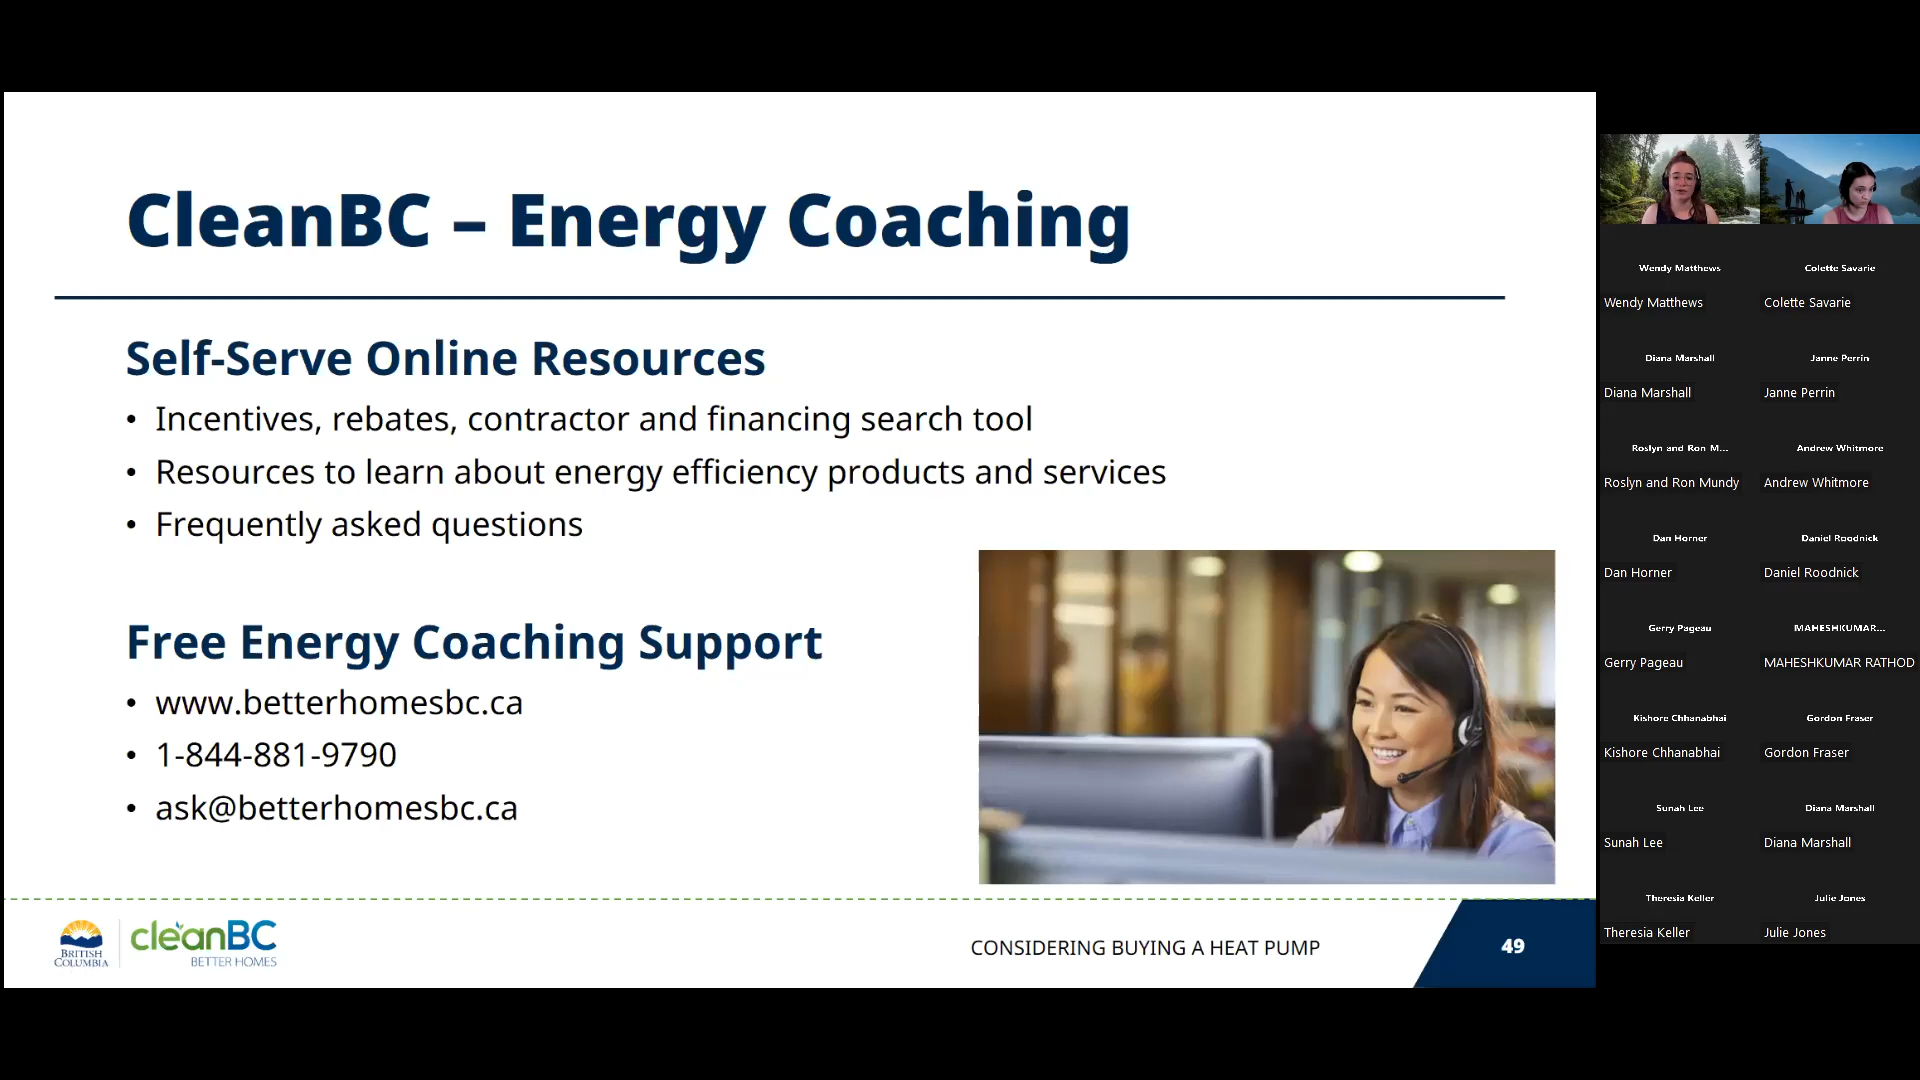 CleanBC – Energy Coaching
Self-Serve Online Resources
• Incentives, rebates, contractor and financing search tool
• Resources to learn about energy efficiency products and services
• Frequently asked questions
Free Energy Coaching Support
• www.betterhomesbc.ca
• 1-844-881-9790
• ask@betterhomesbc.ca
BRITISH
COLUMBIA
cleanBC
BETTER HOMES
CONSIDERING BUYING A HEAT PUMP
49
Wendy Matthews
Wendy Matthews
Colette Savarie
Colette Savarie
Diana Marshall
Diana Marshall
Janne Perrin
Janne Perrin
Roslyn and Ron M...
Roslyn and Ron Mundy
Andrew Whitmore
Andrew Whitmore
Dan Horner
Dan Horner
Daniel Roodnick
Daniel Roodnick
Gerry Pageau
Gerry Pageau
MAHESHKUMAR...
MAHESHKUMAR RATHOD
Kishore Chhanabhai
Kishore Chhanabhai
Gordon Fraser
Gordon Fraser
Sunah Lee
Sunah Lee
Diana Marshall
Diana Marshall
Theresia Keller
Theresia Keller
Julie Jones
Julie Jones